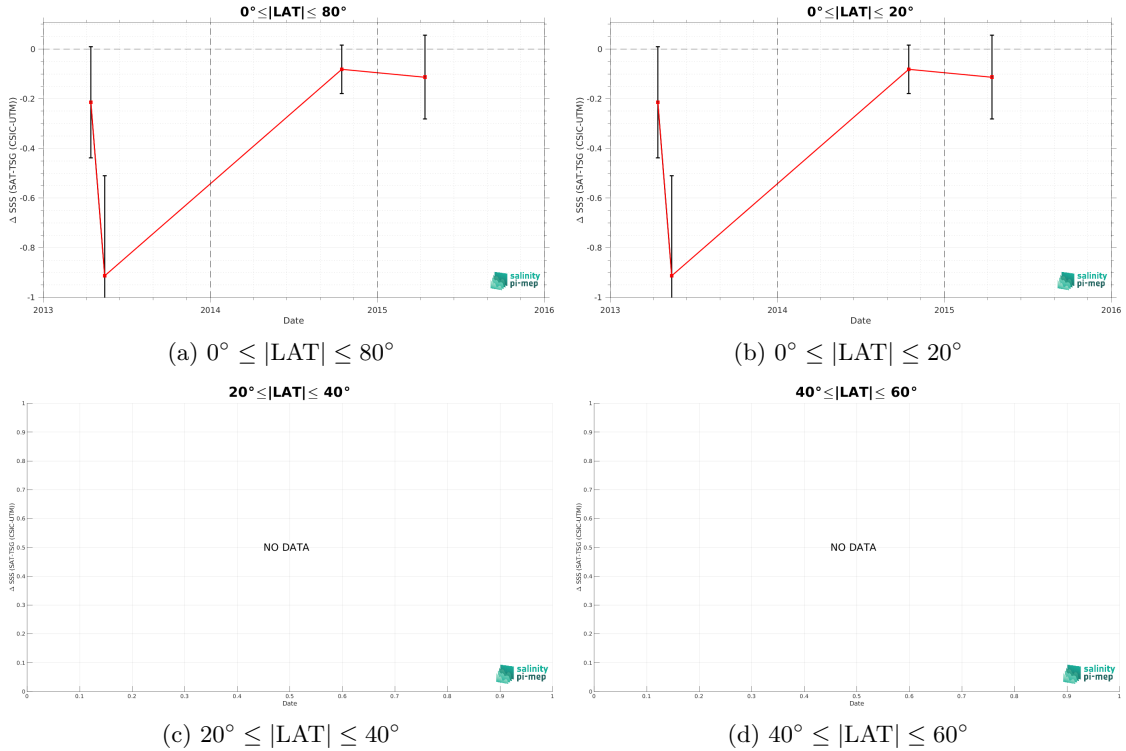 0°≤|LAT|≤ 80°
0
-0.2
-0.4
-0.6
-0.8
-1
Δ SSS (SAT-TSG (CSIC-UTM))
2013
2014
2015
2016
Date
salinity
pi-mep
(a) 0° ≤ |LAT| ≤ 80°
0°≤|LAT|≤ 20°
0
-0.2
-0.4
-0.6
-0.8
-1
Δ SSS (SAT-TSG (CSIC-UTM))
2013
2014
2015
2016
Date
salinity
pi-mep
(b) 0° ≤ |LAT| ≤ 20°
20°≤|LAT|≤ 40°
1
0.9
0.8
0.7
0.6
0.5
0.4
0.3
0.2
0.1
0
Δ SSS (SAT-TSG (CSIC-UTM))
NO DATA
0
0.1
0.2
0.3
0.4
0.5
0.6
0.7
0.8
0.9
1
Date
salinity
pi-mep
(c) 20° ≤ |LAT| ≤ 40°
40°≤|LAT|≤ 60°
1
0.9
0.8
0.7
0.6
0.5
0.4
0.3
0.2
0.1
0
Δ SSS (SAT-TSG (CSIC-UTM))
NO DATA
0
0.1
0.2
0.3
0.4
0.5
0.6
0.7
0.8
0.9
1
Date
salinity
pi-mep
(d) 40° ≤ |LAT| ≤ 60°